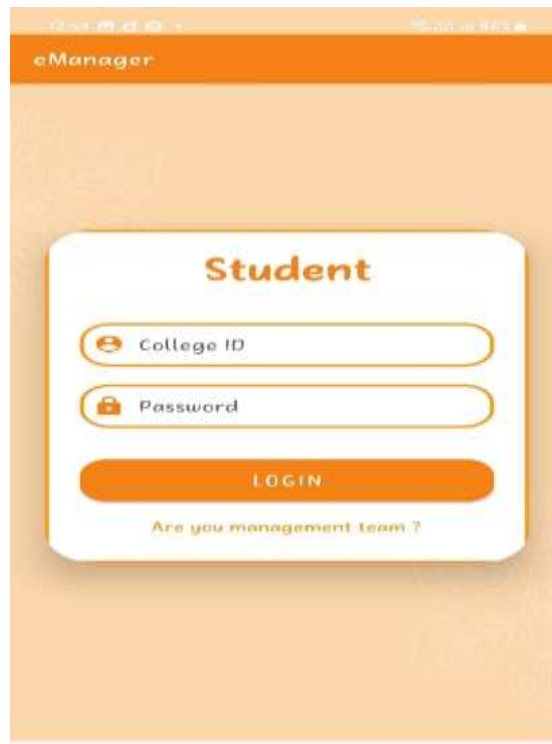 eManager
Student
College ID
Password
LOGIN
Are you management team ?